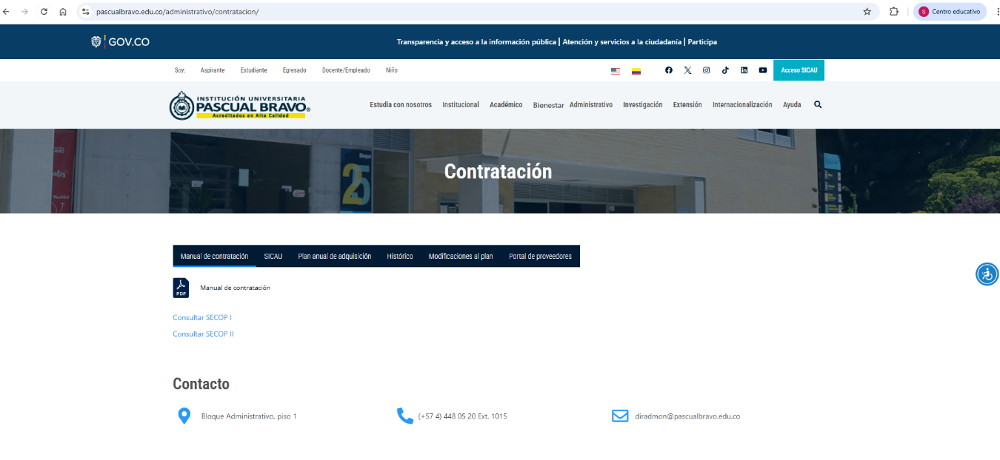 pascualbravo.edu.co/administrativo/contratacion/
S Centro educativo
GOV.CO
Transparencia y acceso a la información pública | Atención y servicios a la ciudadanía | Participa
Soy: Aspirante Estudiante Egresado Docente/Empleado Niño
Acceso SICAU
INSTITUCIÓN UNIVERSITARIA
PASCUAL BRAVO®
Acreditados en Alta Calidad
Estudia con nosotros Institucional Académico Bienestar Administrativo Investigación Extensión Internacionalización Ayuda
Bloque
25
Contratación
Manual de contratación SICAU Plan anual de adquisición Histórico Modificaciones al plan Portal de proveedores
PDF
Manual de contratación
Consultar SECOP I
Consultar SECOP II
Contacto
Bloque Administrativo, piso 1
(+57 4) 448 05 20 Ext. 1015
diradmon@pascualbravo.edu.co